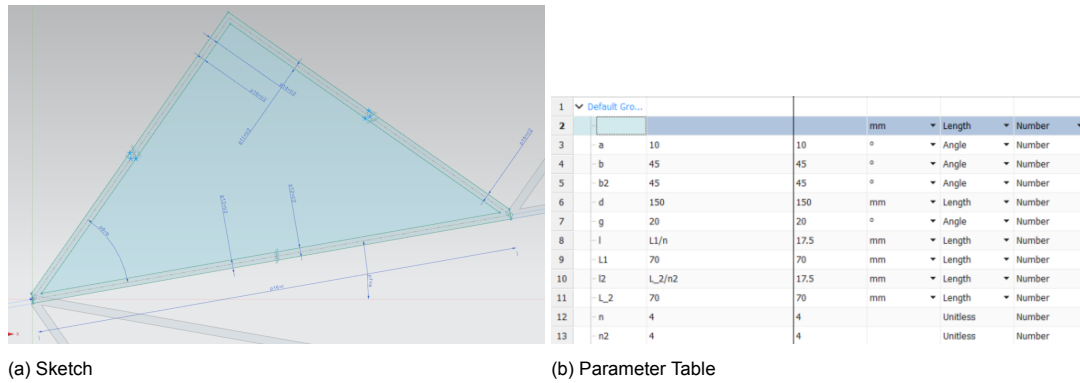 1 Default Gro...
2 mm Length Number
3 a 10 10 ° Angle Number
4 b 45 45 ° Angle Number
5 b2 45 45 ° Angle Number
6 d 150 150 mm Length Number
7 g 20 20 ° Angle Number
8 l L1/n 17.5 mm Length Number
9 L1 70 70 mm Length Number
10 l2 L_2/n2 17.5 mm Length Number
11 L_2 70 70 mm Length Number
12 n 4 4 Unitless Number
13 n2 4 4 Unitless Number
(a) Sketch
(b) Parameter Table